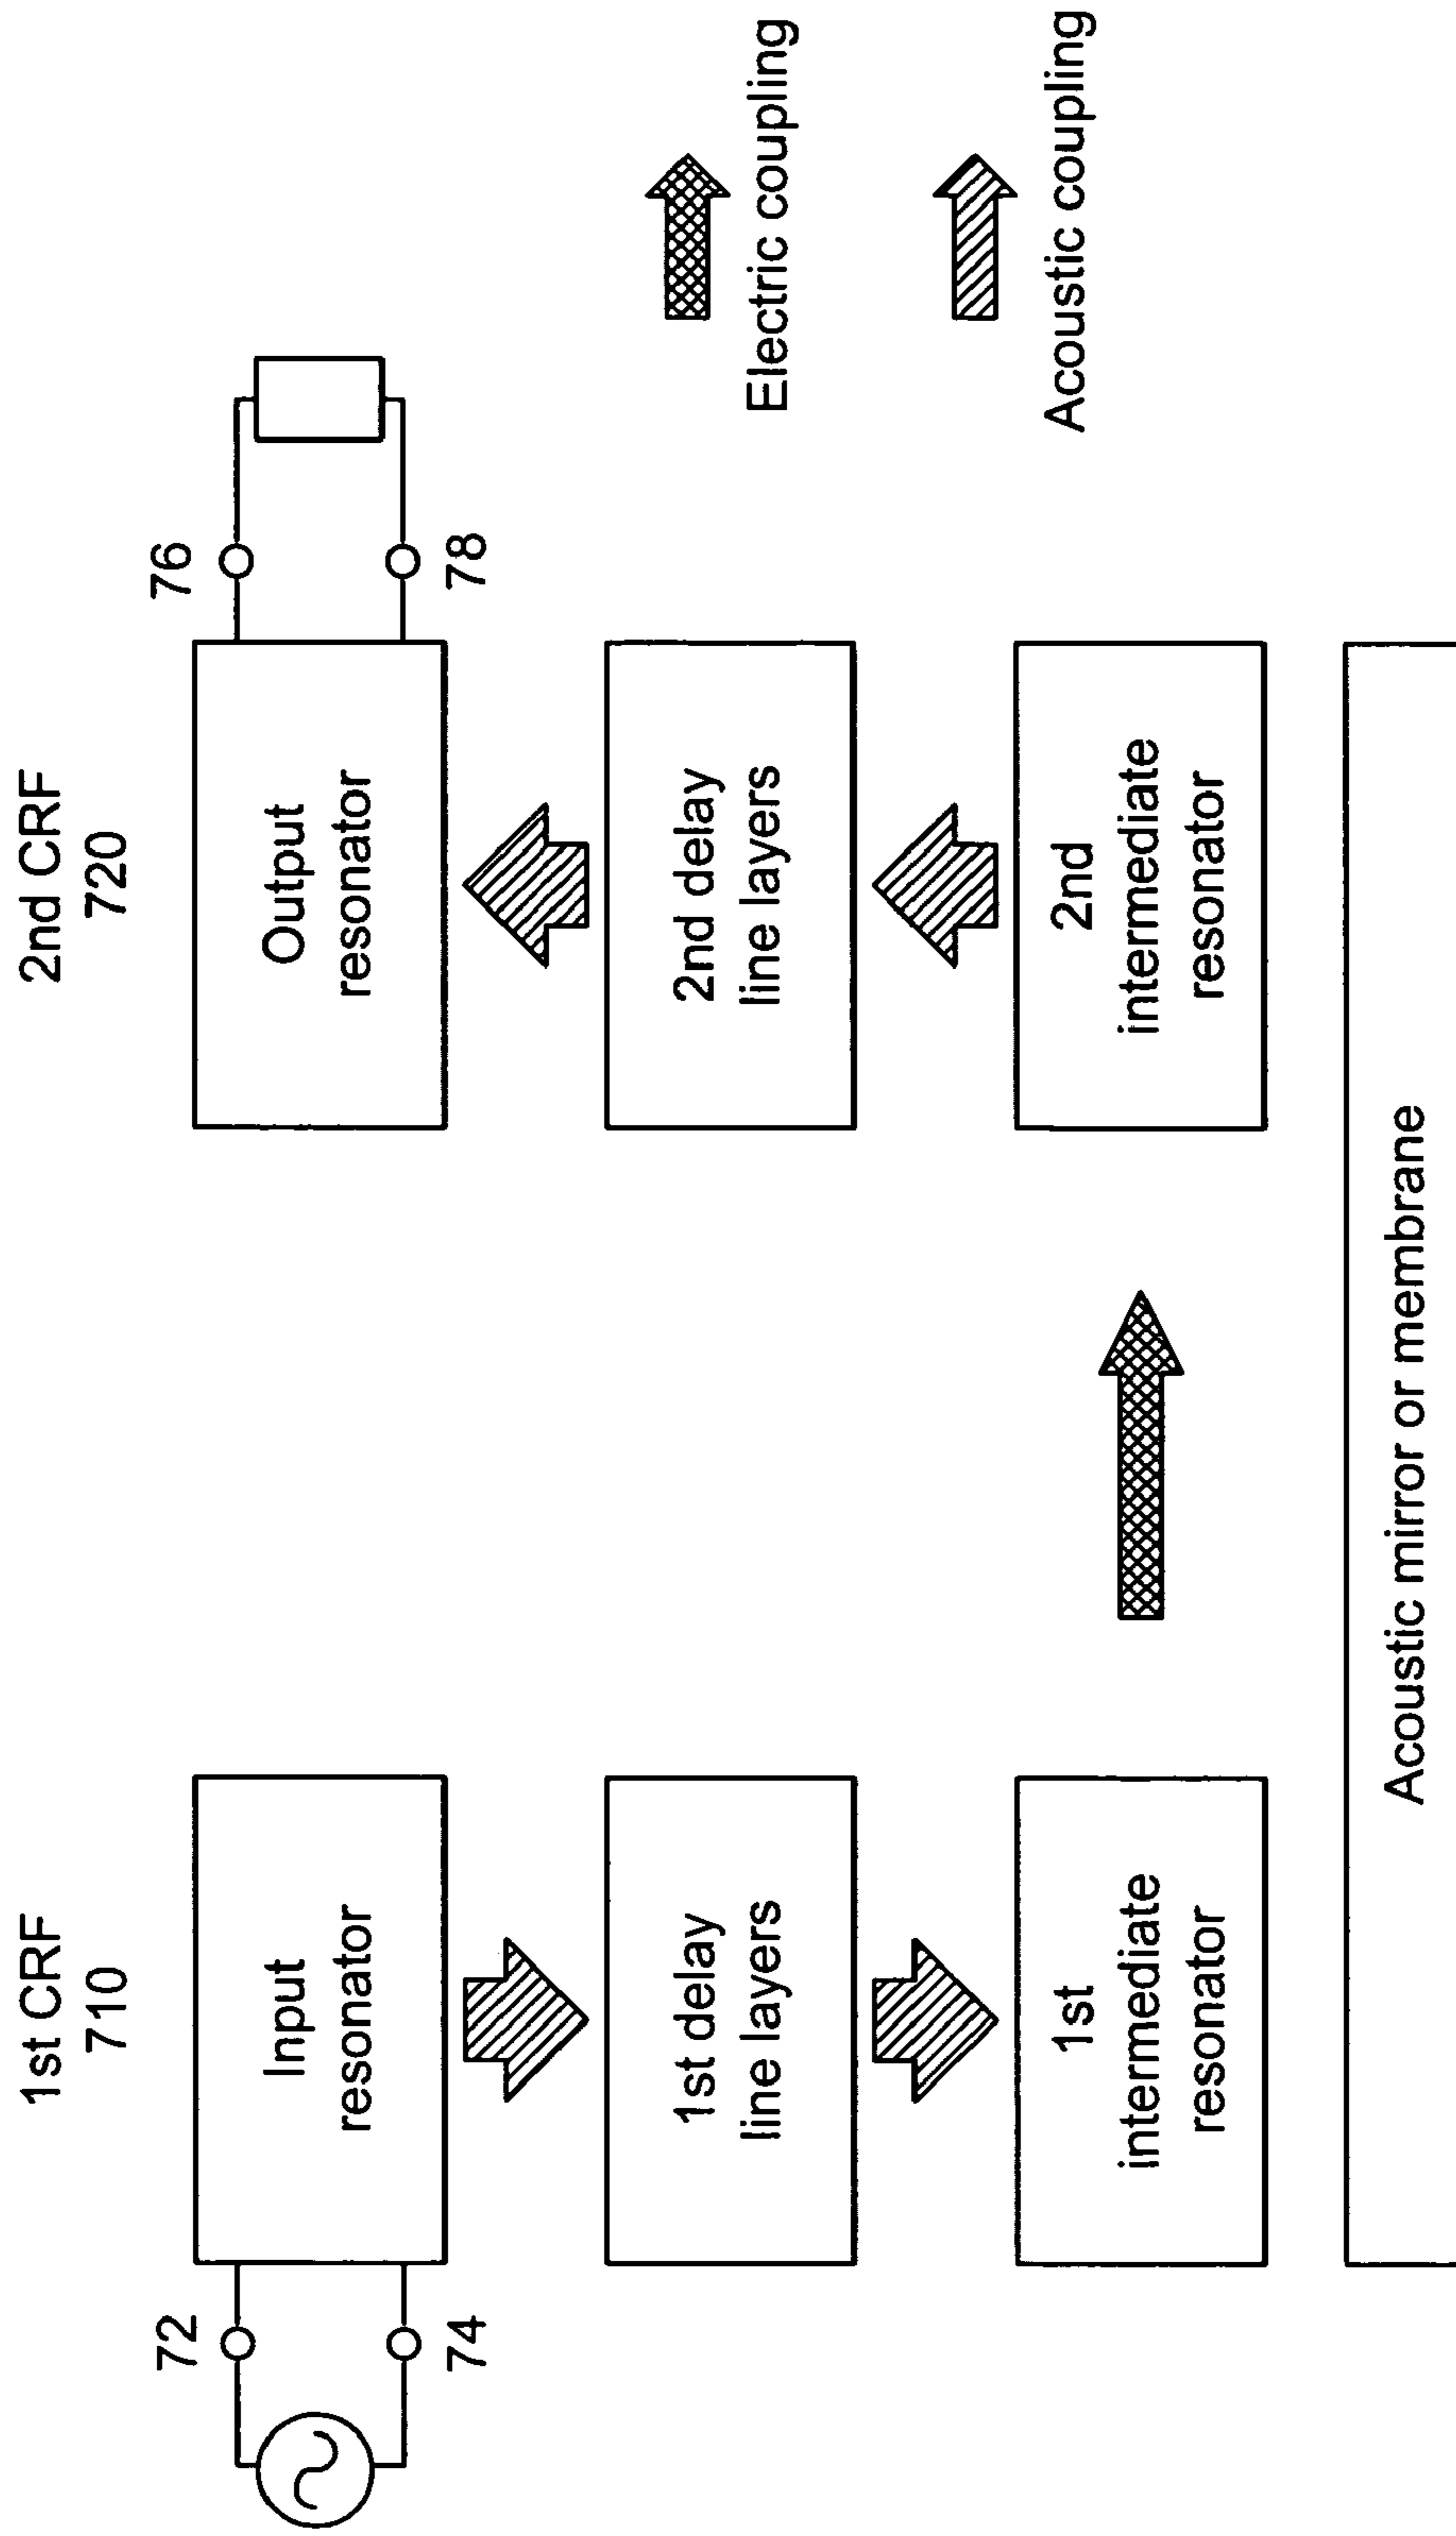 1st CRF
710
2nd CRF
720
72
74
Input
resonator
Output
resonator
76
78
1st delay
line layers
2nd delay
line layers
Electric coupling
1st
intermediate
resonator
2nd
intermediate
resonator
Acoustic coupling
Acoustic mirror or membrane